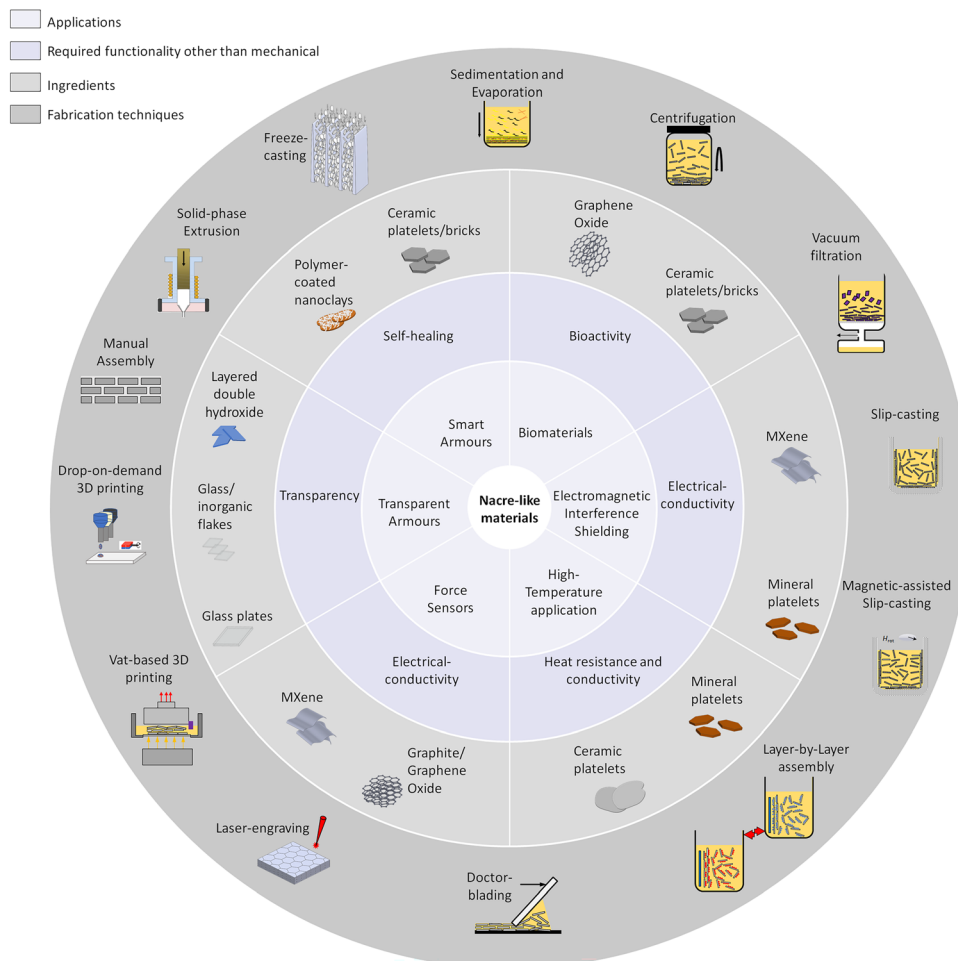 Applications
Required functionality other than mechanical
Ingredients
Fabrication techniques
Sedimentation and
Evaporation
Centrifugation
Freeze-
casting
Solid-phase
Extrusion
Vacuum
filtration
Manual
Assembly
Slip-casting
Drop-on-demand
3D printing
Magnetic-assisted
Slip-casting
H_rot
Vat-based 3D
printing
Layer-by-Layer
assembly
Laser-engraving
Doctor-
blading
Ceramic
platelets/bricks
Polymer-
coated
nanoclays
Graphene
Oxide
Ceramic
platelets/bricks
Layered
double
hydroxide
Glass/
inorganic
flakes
Glass plates
MXene
Mineral
platelets
MXene
Graphite/
Graphene
Oxide
Ceramic
platelets
Mineral
platelets
Self-healing
Bioactivity
Transparency
Electrical-
conductivity
Electrical-
conductivity
Heat resistance and
conductivity
Smart
Armours
Biomaterials
Transparent
Armours
Nacre-like
materials
Electromagnetic
Interference
Shielding
Force
Sensors
High-
Temperature
application